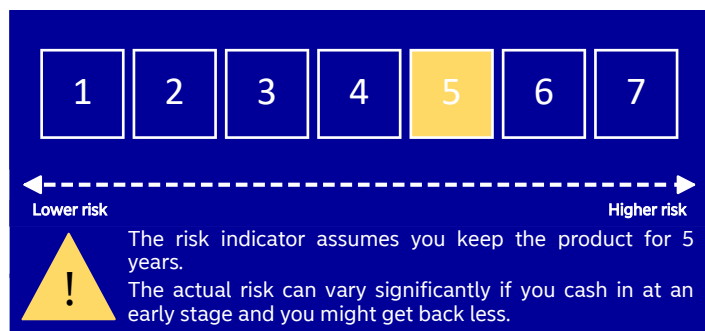 1 2 3 4 5 6 7
Lower risk Higher risk
The risk indicator assumes you keep the product for 5
years.
!
The actual risk can vary significantly if you cash in at an
early stage and you might get back less.